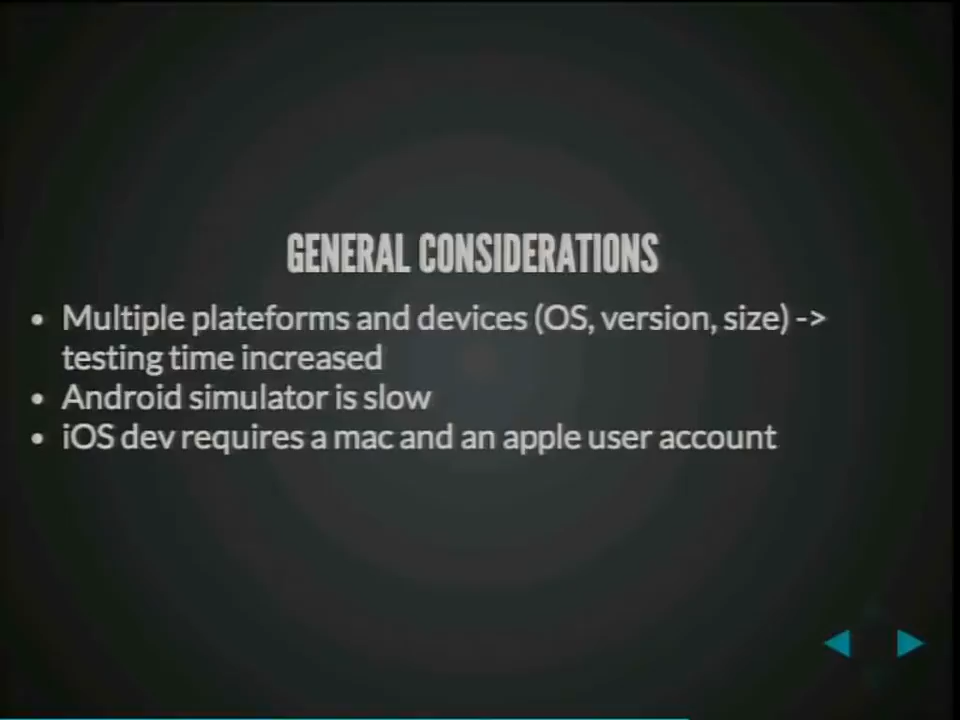 GENERAL CONSIDERATIONS
• Multiple plateforms and devices (OS, version, size) ->
testing time increased
• Android simulator is slow
• iOS dev requires a mac and an apple user account